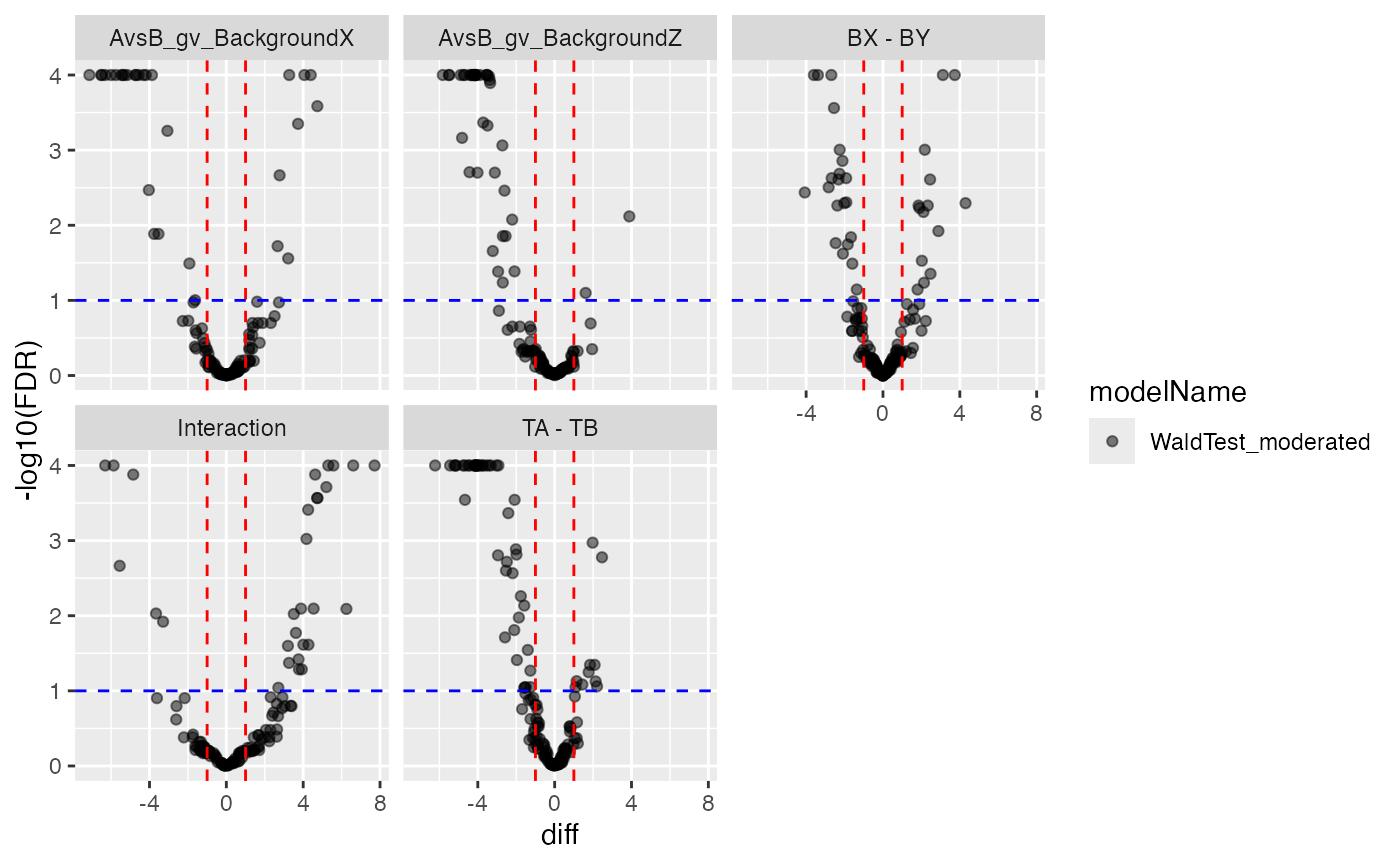 AvsB_gv_BackgroundX
AvsB_gv_BackgroundZ
BX - BY
4
3
2
1
0
-4
0
4
8
Interaction
TA - TB
4
3
2
1
0
-4
0
4
8
-4
0
4
8
diff
-log10(FDR)
modelName
WaldTest_moderated